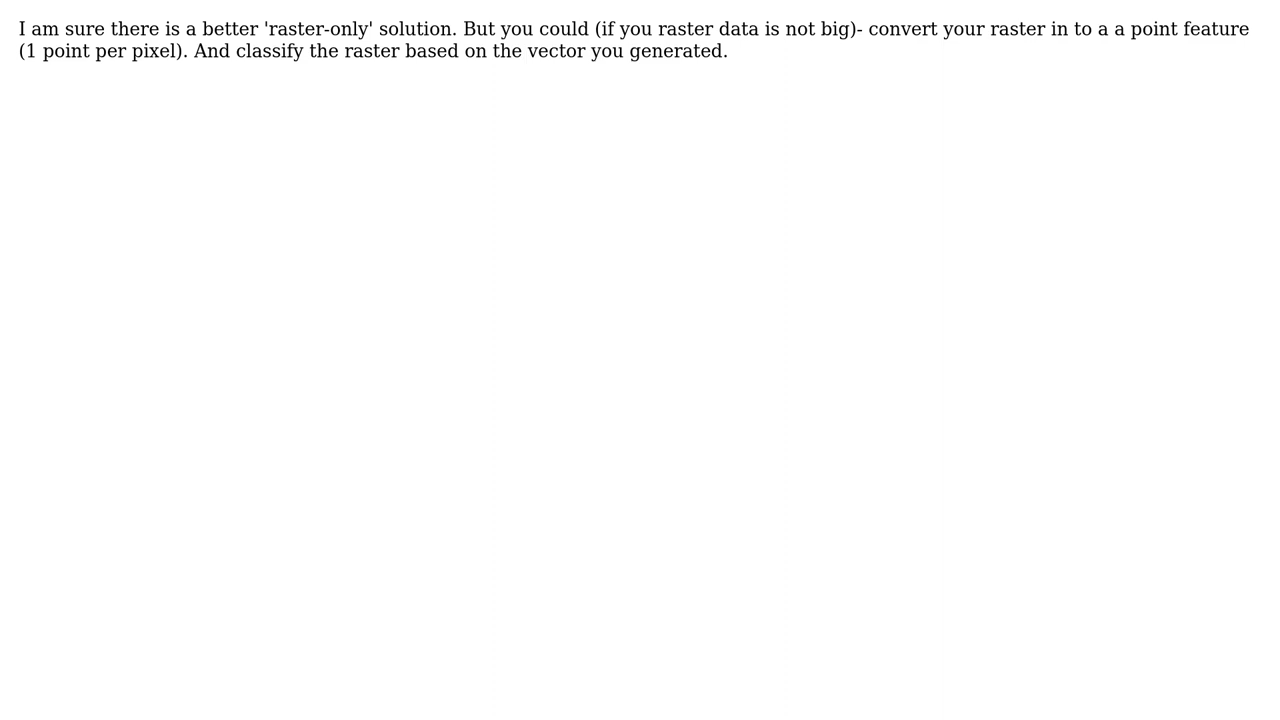 I am sure there is a better 'raster-only' solution. But you could (if you raster data is not big)- convert your raster in to a a point feature
(1 point per pixel). And classify the raster based on the vector you generated.